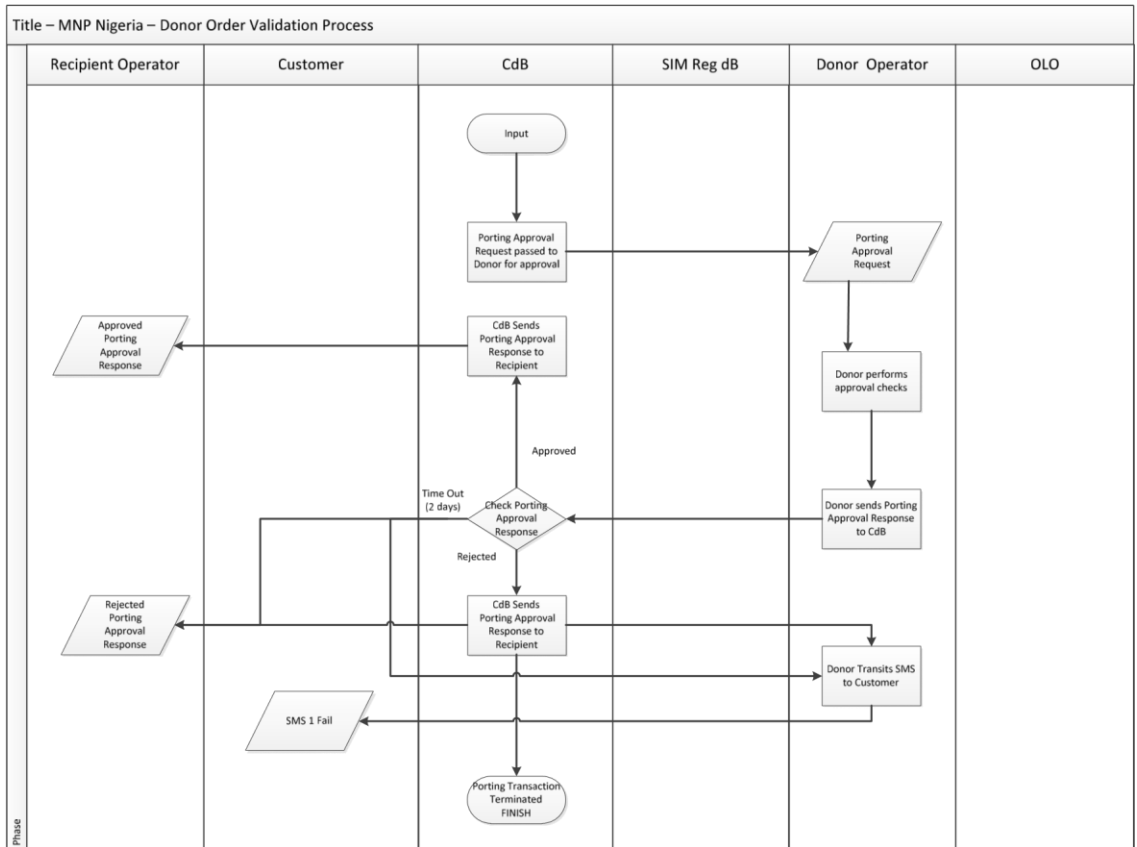 Title – MNP Nigeria – Donor Order Validation Process
Recipient Operator
Customer
CdB
SIM Reg dB
Donor Operator
OLO
Input
Porting Approval
Request passed to
Donor for approval
Porting
Approval
Request
Approved
Porting
Approval
Response
CdB Sends
Porting Approval
Response to
Recipient
Donor performs
approval checks
Approved
Time Out
(2 days)
Check Porting
Approval
Response
Donor sends Porting
Approval Response
to CdB
Rejected
Rejected
Porting
Approval
Response
CdB Sends
Porting Approval
Response to
Recipient
Donor Transits SMS
to Customer
SMS 1 Fail
Porting Transaction
Terminated
FINISH
Phase